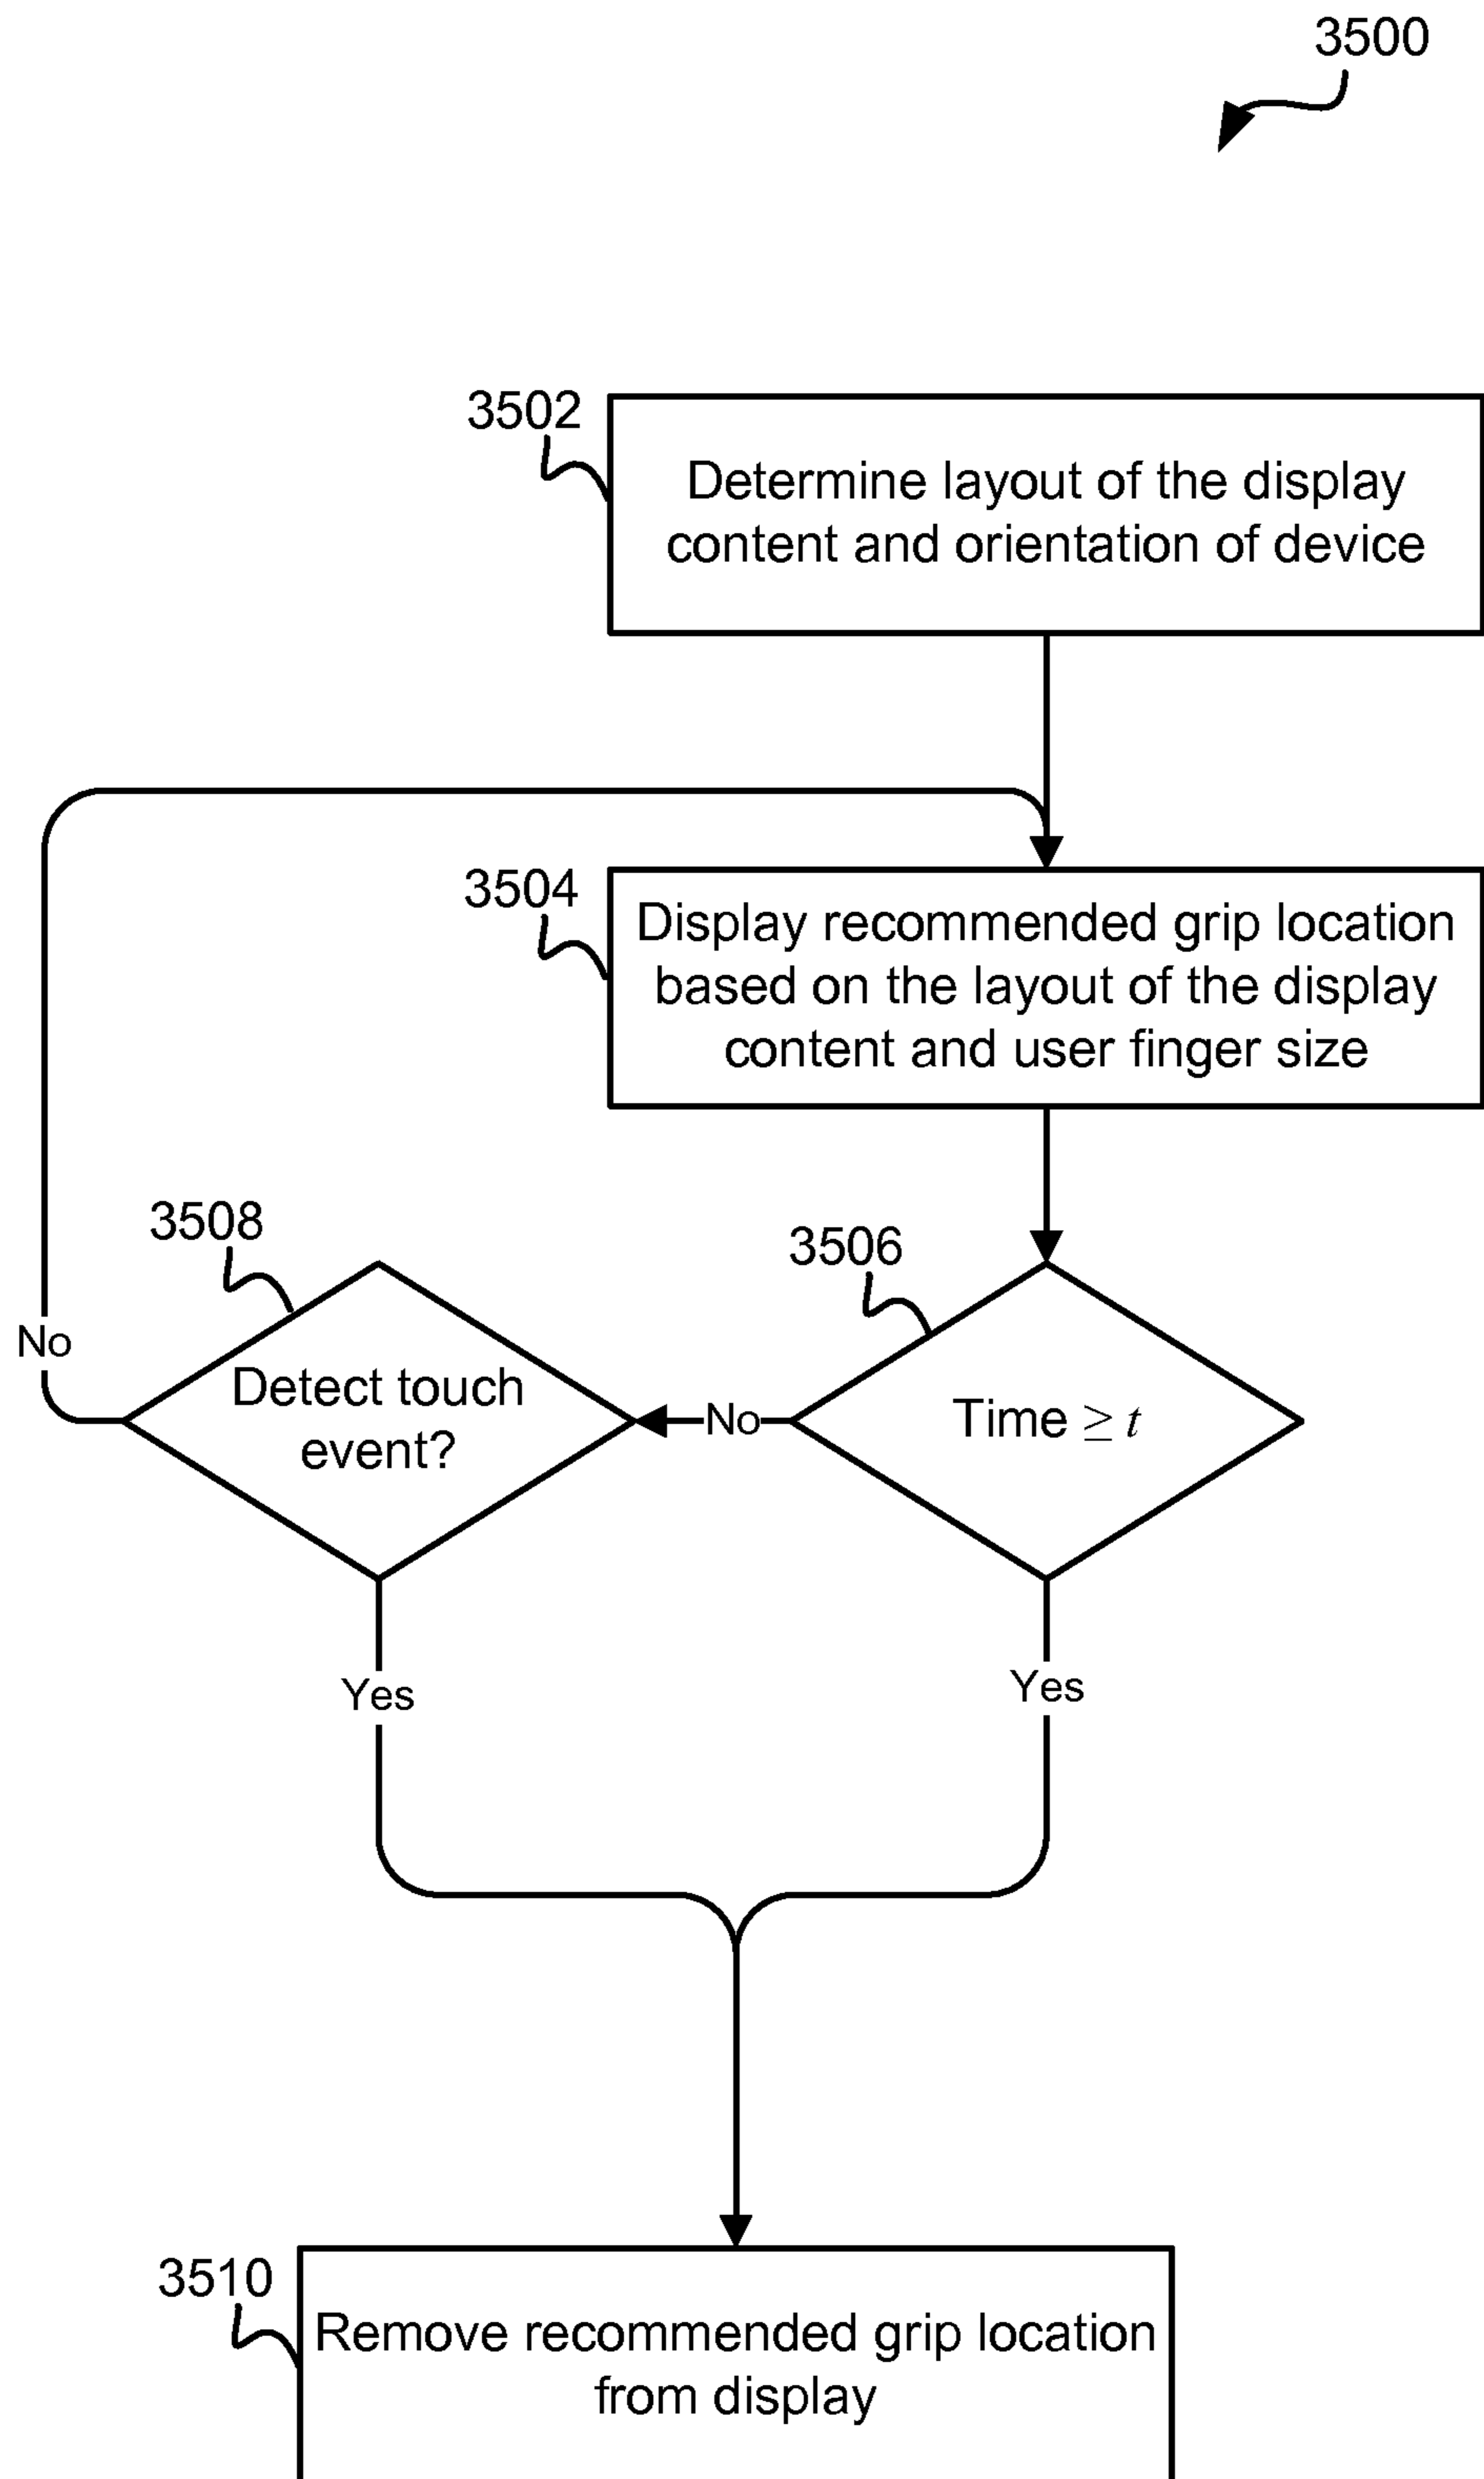 3500
3502
Determine layout of the display
content and orientation of device
3504
Display recommended grip location
based on the layout of the display
content and user finger size
3508
3506
No
Detect touch
event?
No
Time ≥ t
Yes
Yes
3510
Remove recommended grip location
from display